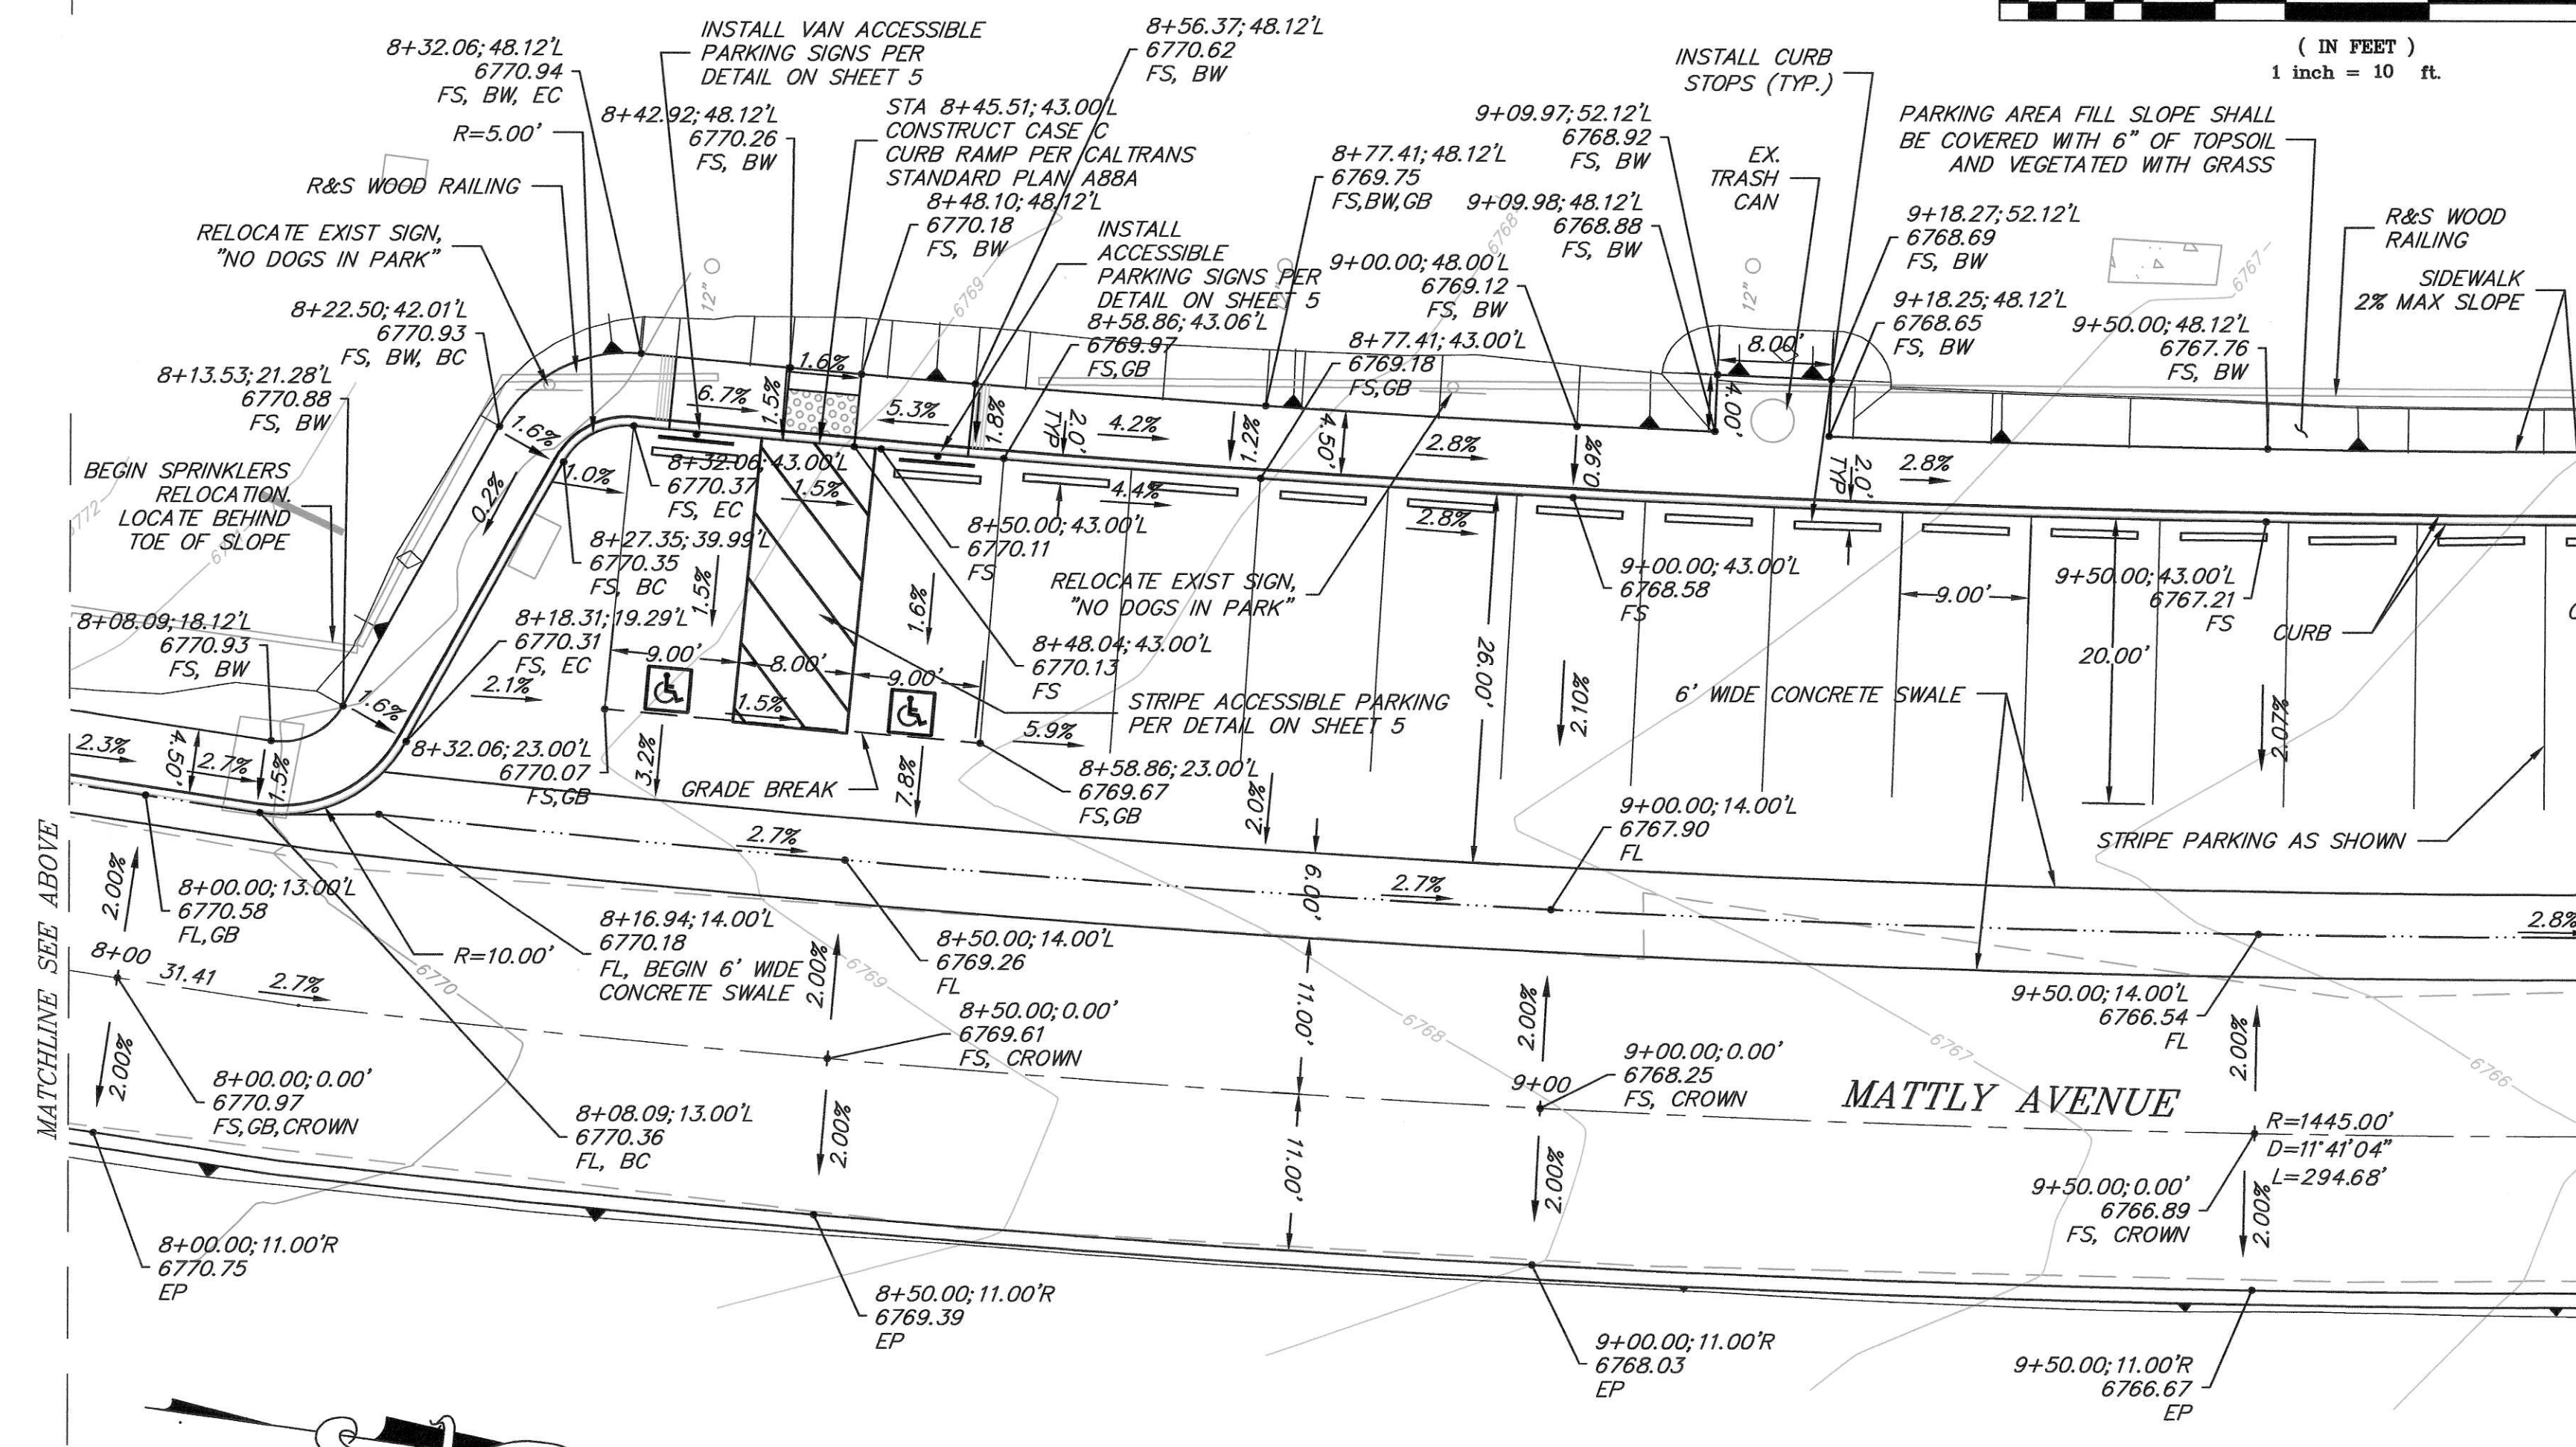 ( IN FEET )
1 inch = 10 ft.
8+32.06; 48.12'L
6770.94
FS, BW, EC
R=5.00'
INSTALL VAN ACCESSIBLE
PARKING SIGNS PER
DETAIL ON SHEET 5
8+42.92; 48.12'L
6770.26
FS, BW
STA 8+45.51; 43.00'L
CONSTRUCT CASE C
CURB RAMP PER CALTRANS
STANDARD PLAN A88A
8+56.37; 48.12'L
6770.62
FS, BW
8+48.10; 48.12'L
6770.18
FS, BW
INSTALL
ACCESSIBLE
PARKING SIGNS PER
DETAIL ON SHEET 5
8+58.86; 43.06'L
6769.97
FS,GB
8+77.41; 48.12'L
6769.75
FS,BW,GB
8+77.41; 43.00'L
6769.18
FS,GB
9+00.00; 48.00'L
6769.12
FS, BW
9+09.97; 52.12'L
6768.92
FS, BW
9+09.98; 48.12'L
6768.88
FS, BW
INSTALL CURB
STOPS (TYP.)
EX.
TRASH
CAN
PARKING AREA FILL SLOPE SHALL
BE COVERED WITH 6" OF TOPSOIL
AND VEGETATED WITH GRASS
9+18.27; 52.12'L
6768.69
FS, BW
9+18.25; 48.12'L
6768.65
FS, BW
9+50.00; 48.12'L
6767.76
FS, BW
R&S WOOD
RAILING
SIDEWALK
2% MAX SLOPE
R&S WOOD RAILING
RELOCATE EXIST SIGN,
"NO DOGS IN PARK"
8+22.50; 42.01'L
6770.93
FS, BW, BC
8+13.53; 21.28'L
6770.88
FS, BW
BEGIN SPRINKLERS
RELOCATION.
LOCATE BEHIND
TOE OF SLOPE
8+08.09; 18.12'L
6770.93
FS, BW
12"
12"
12"
6769
6768
6767
6772
1.6%
6.7%
1.5%
5.3%
1.8%
2.0'
TYP
4.2%
1.2%
4.50'
2.8%
0.9%
8.00'
4.00'
2.0'
TYP
2.8%
1.6%
1.0%
0.2%
8+32.06; 43.00'L
6770.37
FS, EC
1.5%
4.4%
2.8%
8+27.35; 39.99'L
6770.35
FS, BC
8+50.00; 43.00'L
6770.11
FS
RELOCATE EXIST SIGN,
"NO DOGS IN PARK"
9+00.00; 43.00'L
6768.58
FS
9.00'
9+50.00; 43.00'L
6767.21
FS
CURB
20.00'
8+18.31; 19.29'L
6770.31
FS, EC
2.1%
1.5%
1.6%
9.00'
8.00'
9.00'
1.5%
8+48.04; 43.00'L
6770.13
FS
STRIPE ACCESSIBLE PARKING
PER DETAIL ON SHEET 5
26.00'
2.10%
6' WIDE CONCRETE SWALE
2.07%
1.6%
2.3%
4.50'
2.7%
1.5%
8+32.06; 23.00'L
6770.07
FS,GB
3.2%
GRADE BREAK
7.8%
5.9%
8+58.86; 23.00'L
6769.67
FS,GB
2.0%
STRIPE PARKING AS SHOWN
MATCHLINE SEE ABOVE
2.00%
8+00.00; 13.00'L
6770.58
FL,GB
R=10.00'
2.7%
8+16.94; 14.00'L
6770.18
FL, BEGIN 6' WIDE
CONCRETE SWALE
8+50.00; 14.00'L
6769.26
FL
6.00'
2.7%
9+00.00; 14.00'L
6767.90
FL
2.8%
9+50.00; 14.00'L
6766.54
FL
8+00
31.41
2.7%
6770
2.00%
6769
8+50.00; 0.00'
6769.61
FS, CROWN
11.00'
6768
2.00%
6767
6766
2.00%
2.00%
8+00.00; 0.00'
6770.97
FS,GB,CROWN
8+08.09; 13.00'L
6770.36
FL, BC
2.00%
11.00'
9+00
9+00.00; 0.00'
6768.25
FS, CROWN
2.00%
MATTLY AVENUE
R=1445.00'
D=11°41'04"
L=294.68'
9+50.00; 0.00'
6766.89
FS, CROWN
2.00%
8+00.00; 11.00'R
6770.75
EP
8+50.00; 11.00'R
6769.39
EP
9+00.00; 11.00'R
6768.03
EP
9+50.00; 11.00'R
6766.67
EP